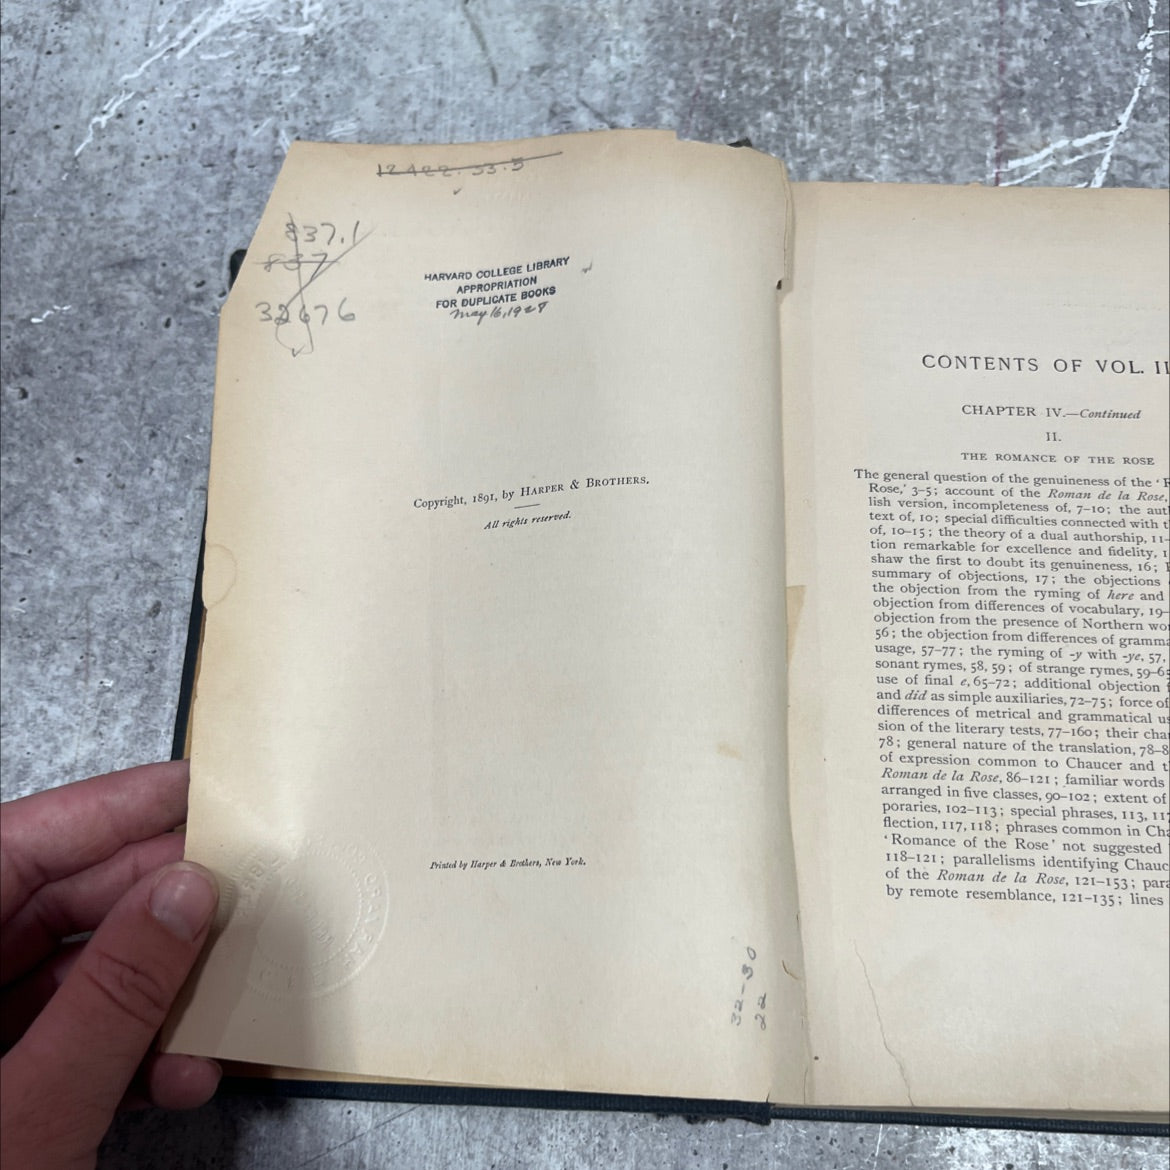 12422.53.5
837.1
837
32676
HARVARD COLLEGE LIBRARY
APPROPRIATION
FOR DUPLICATE BOOKS
May 16, 1928
Copyright, 1891, by HARPER & BROTHERS.
All rights reserved.
Printed by Harper & Brothers, New York.
32-30
22
CONTENTS OF VOL. II
CHAPTER IV.—Continued
II.
THE ROMANCE OF THE ROSE
The general question of the genuineness of the '
Rose,' 3-5; account of the Roman de la Rose,
lish version, incompleteness of, 7-10; the
text of, 10; special difficulties connected with
of, 10-15; the theory of a dual authorship, 11-
tion remarkable for excellence and fidelity,
shaw the first to doubt its genuineness, 16;
summary of objections, 17; the objections
the objection from the ryming of here and
objection from differences of vocabulary, 19-
objection from the presence of Northern
56; the objection from differences of
usage, 57-77; the ryming of -y with -ye, 57,
sonant rymes, 58, 59; of strange rymes,
use of final e, 65-72; additional objection
and did as simple auxiliaries, 72-75; force of
differences of metrical and grammatical
sion of the literary tests, 77-160; their
78; general nature of the translation,
of expression common to Chaucer and
Roman de la Rose, 86-121; familiar words
arranged in five classes, 90-102; extent of
poraries, 102-113; special phrases, 113,
flection, 117, 118; phrases common in
'Romance of the Rose' not suggested
118-121; parallelisms identifying
of the Roman de la Rose, 121-153;
by remote resemblance, 121-135; lines